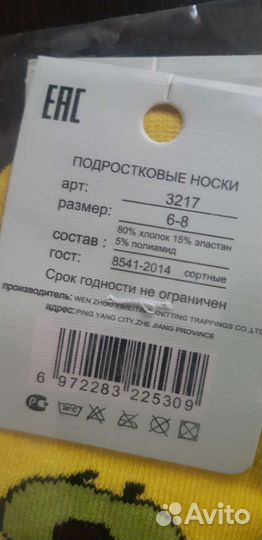 EAC
ПОДРОСТКОВЫЕ НОСКИ
арт: 3217
размер: 6-8
состав : 80% хлопок 15% эластан 5% полиамид
гост: 8541-2014 сортные
Срок годности не ограничен
производитель: WEN ZHOU YIMEITING KNITTING TRAPPINGS CO.,LTD
адрес: PING YANG CITY.ZHE JIANG PROVINCE
6 972283 225309
30°C
Avito